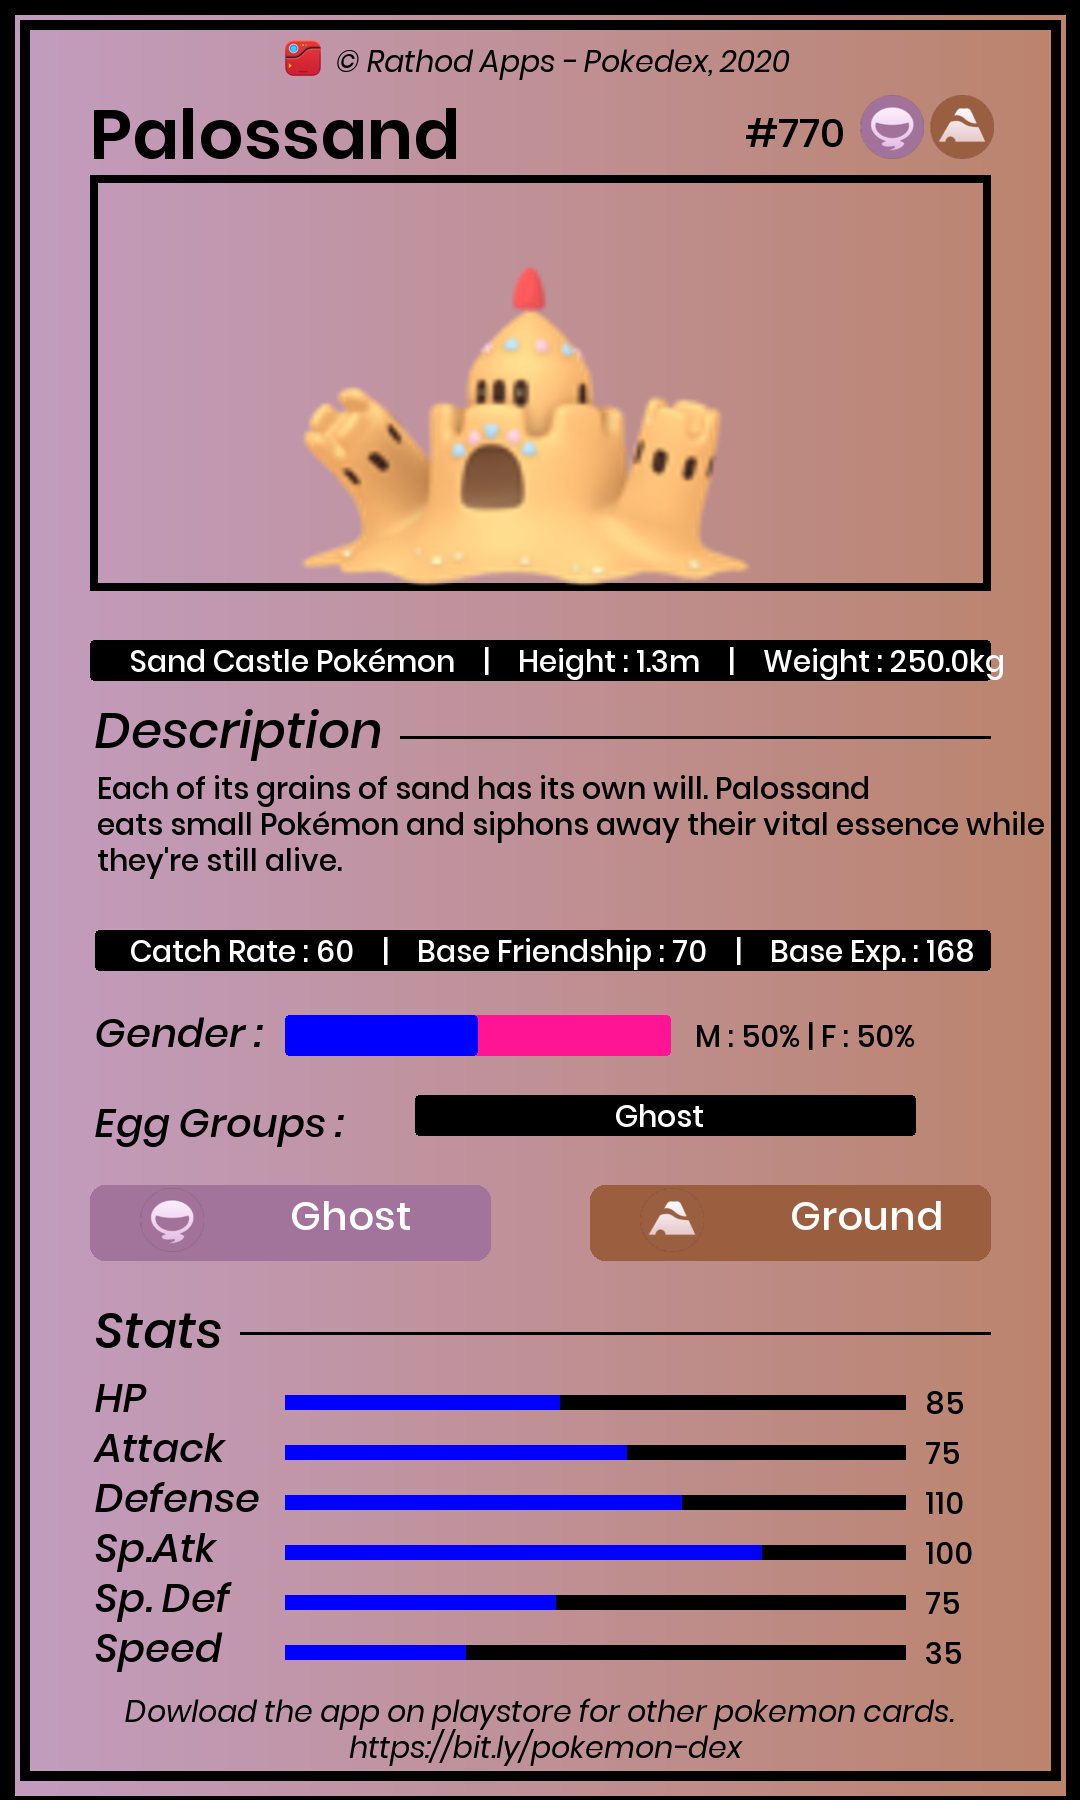 © Rathod Apps - Pokedex, 2020
Palossand #770
Sand Castle Pokémon | Height : 1.3m | Weight : 250.0kg
Description
Each of its grains of sand has its own will. Palossand
eats small Pokémon and siphons away their vital essence while
they're still alive.
Catch Rate : 60 | Base Friendship : 70 | Base Exp. : 168
Gender : M : 50% | F : 50%
Egg Groups : Ghost
Ghost Ground
Stats
HP 85
Attack 75
Defense 110
Sp.Atk 100
Sp. Def 75
Speed 35
Dowload the app on playstore for other pokemon cards.
https://bit.ly/pokemon-dex